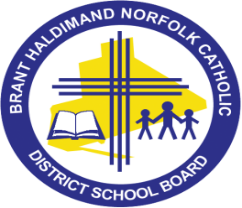 BRANT HALDIMAND NORFOLK CATHOLIC
DISTRICT SCHOOL BOARD